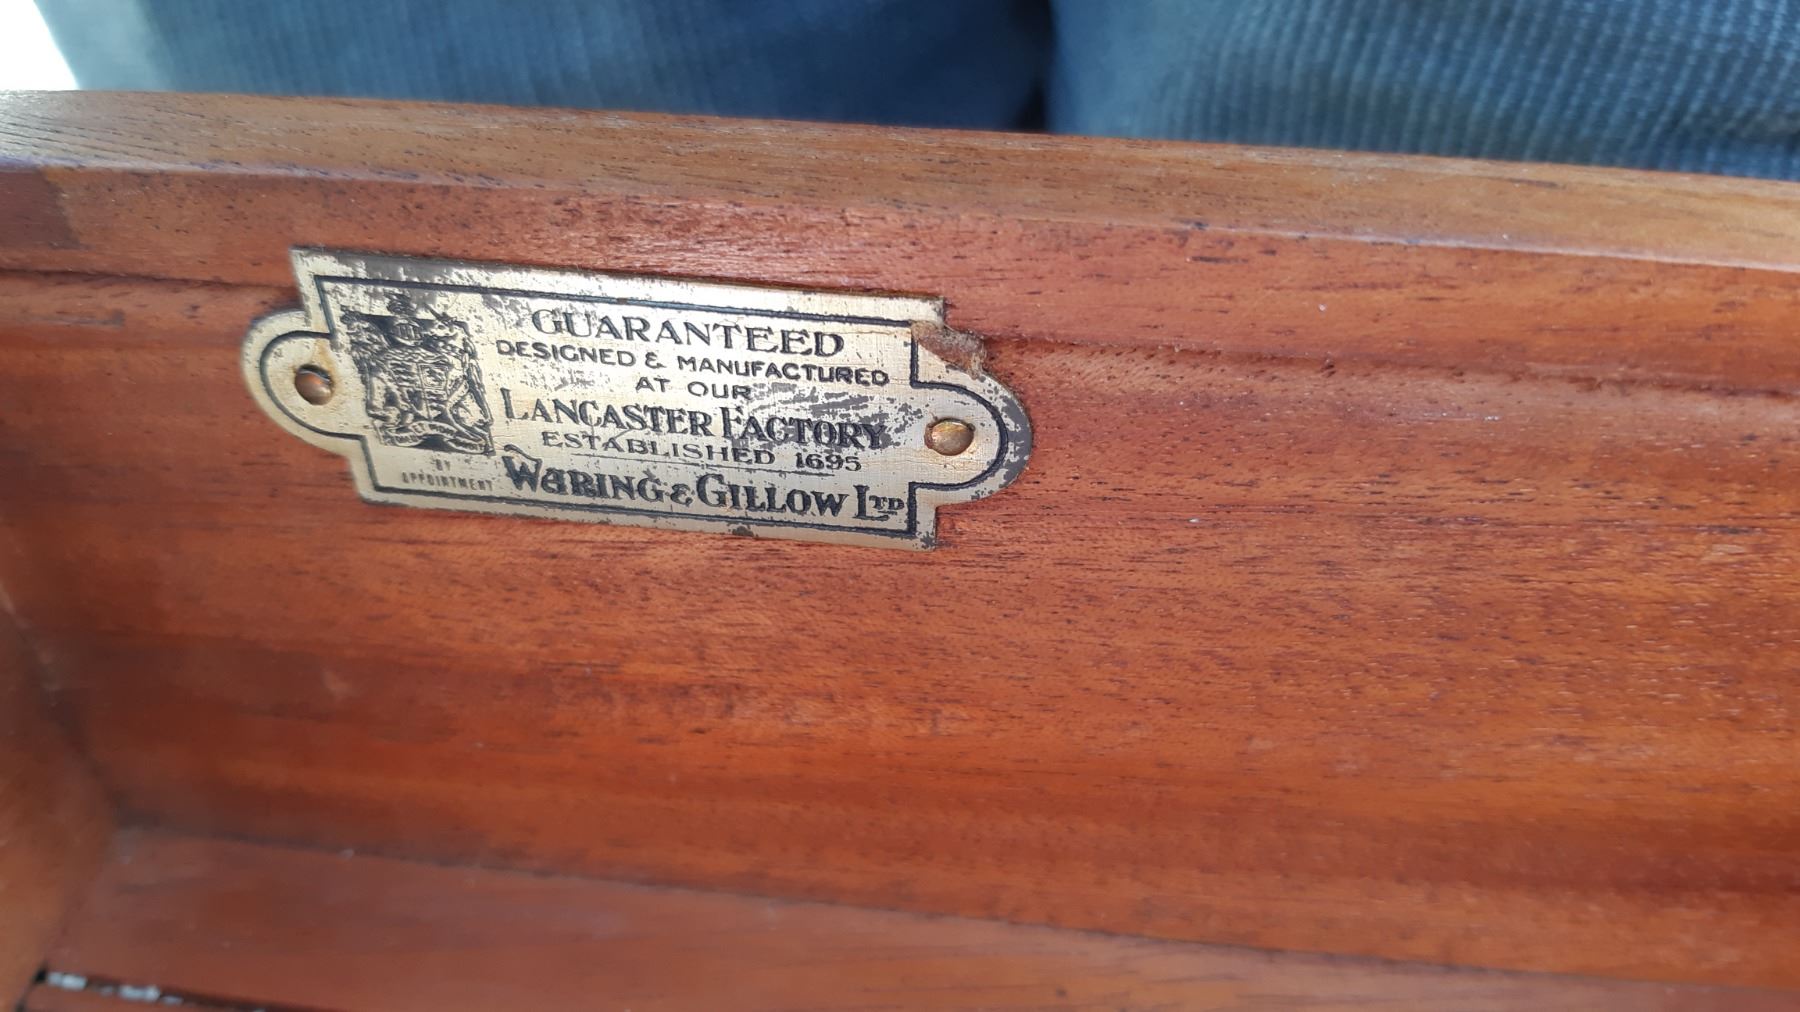 GUARANTEED
DESIGNED & MANUFACTURED
AT OUR
LANCASTER FACTORY
ESTABLISHED 1695
WARING & GILLOW LTD
BY
APPOINTMENT